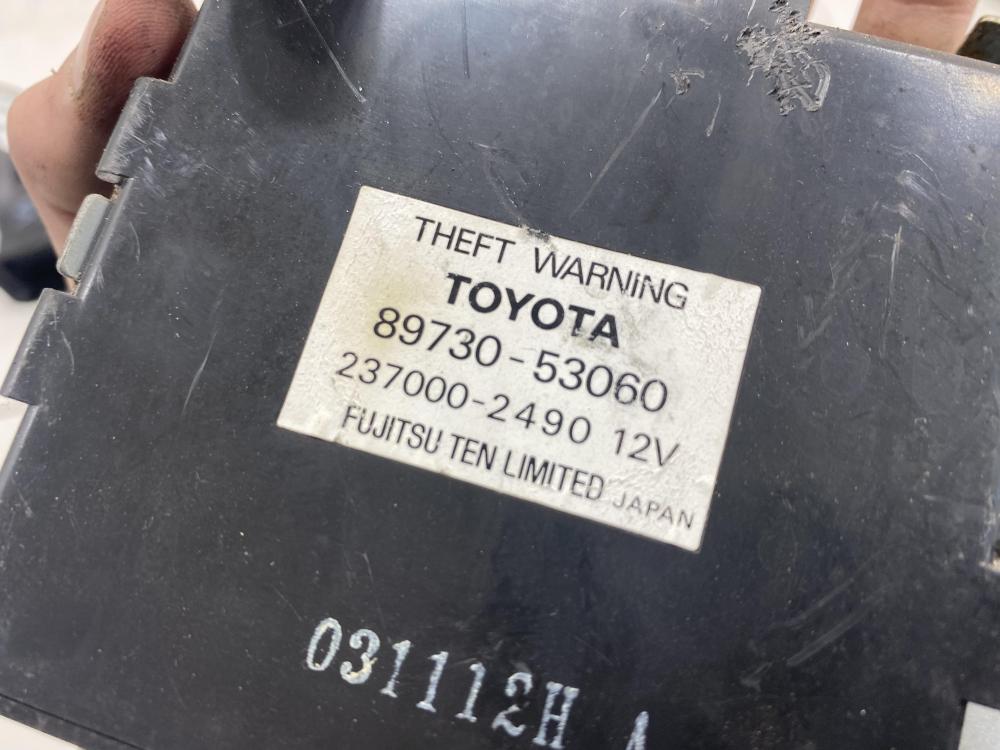 THEFT WARNING
TOYOTA
89730-53060
237000-2490 12V
FUJITSU TEN LIMITED JAPAN
031112H A